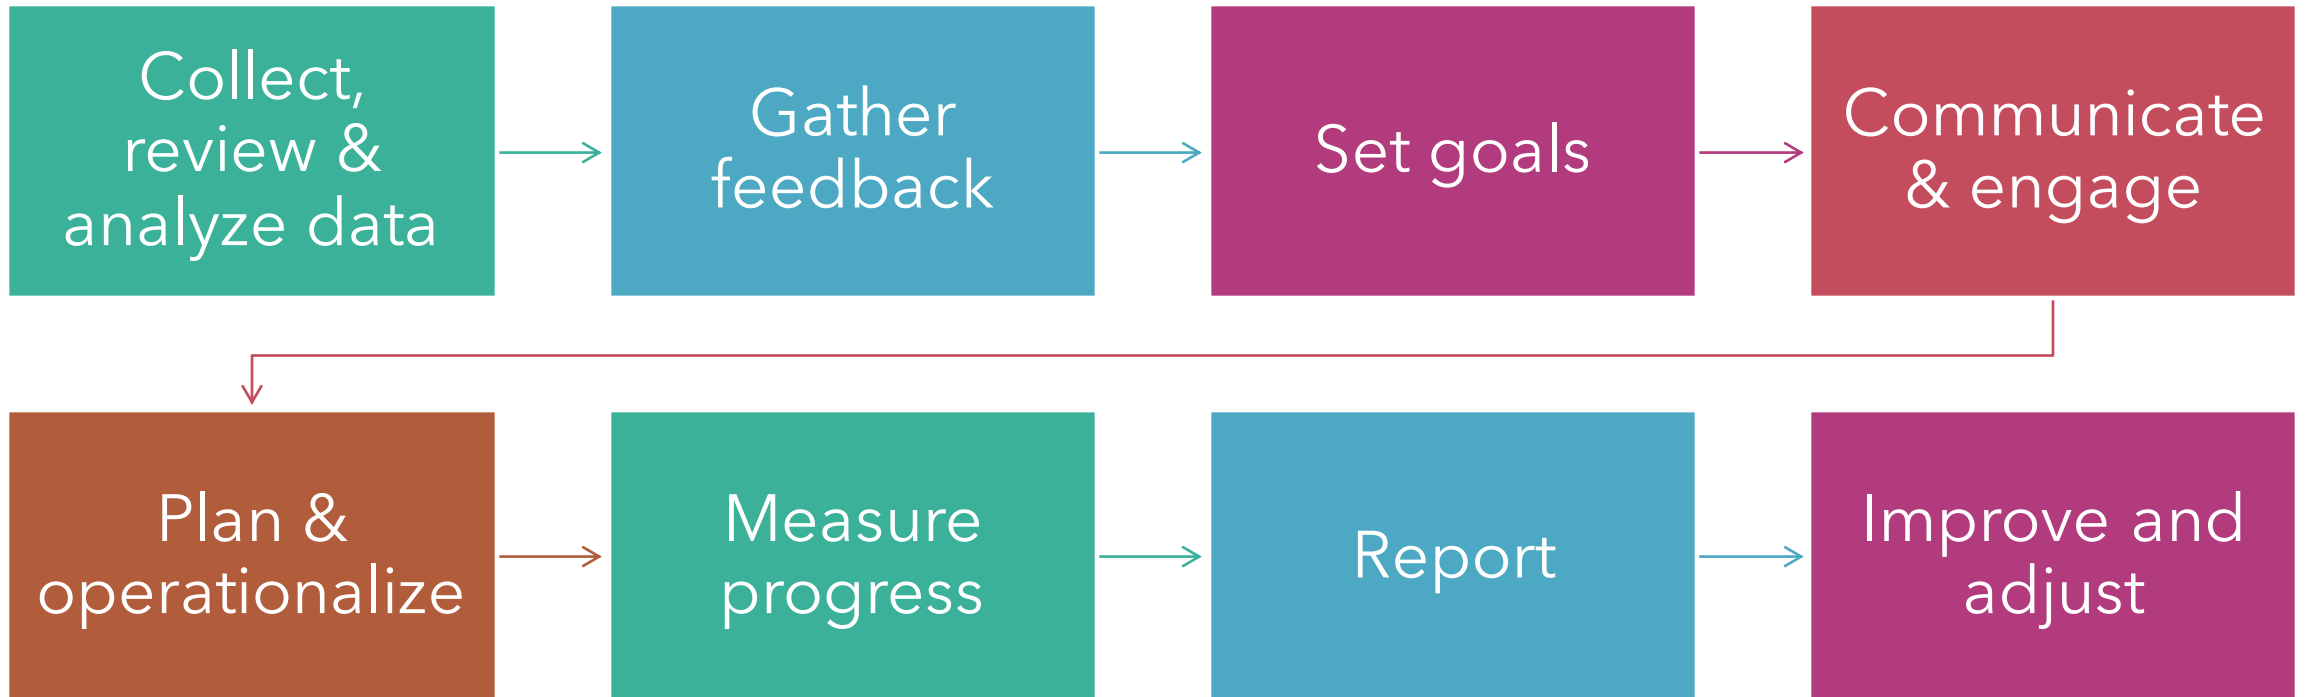 Collect,
review &
analyze data
Gather
feedback
Set goals
Communicate
& engage
Plan &
operationalize
Measure
progress
Report
Improve and
adjust